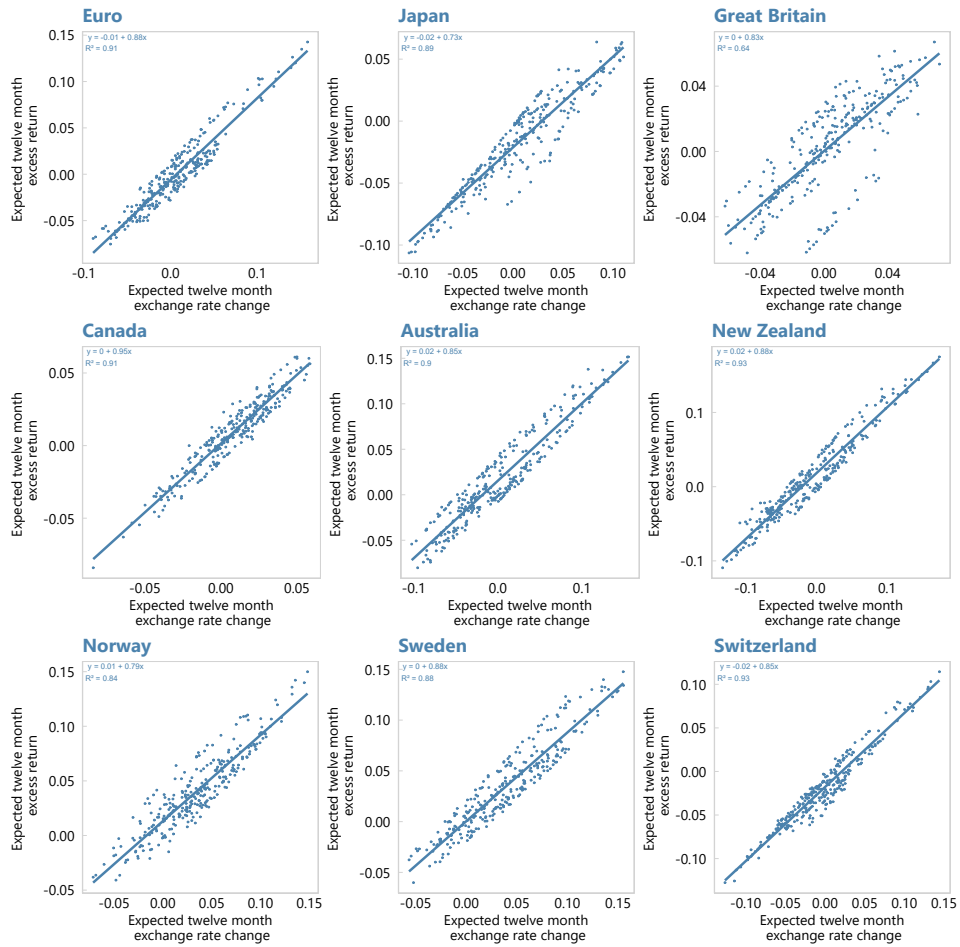 Euro
y = -0.01 + 0.88x
R² = 0.91
0.15
0.10
0.05
0.00
-0.05
-0.1
0.0
0.1
Expected twelve month
excess return
Expected twelve month
exchange rate change
Japan
y = -0.02 + 0.73x
R² = 0.89
0.05
0.00
-0.05
-0.10
-0.10
-0.05
0.00
0.05
0.10
Expected twelve month
excess return
Expected twelve month
exchange rate change
Great Britain
y = 0 + 0.83x
R² = 0.64
0.04
0.00
-0.04
-0.04
0.00
0.04
Expected twelve month
excess return
Expected twelve month
exchange rate change
Canada
y = 0 + 0.95x
R² = 0.91
0.05
0.00
-0.05
-0.05
0.00
0.05
Expected twelve month
excess return
Expected twelve month
exchange rate change
Australia
y = 0.02 + 0.85x
R² = 0.9
0.15
0.10
0.05
0.00
-0.05
-0.1
0.0
0.1
Expected twelve month
excess return
Expected twelve month
exchange rate change
New Zealand
y = 0.02 + 0.88x
R² = 0.93
0.1
0.0
-0.1
-0.1
0.0
0.1
Expected twelve month
excess return
Expected twelve month
exchange rate change
Norway
y = 0.01 + 0.79x
R² = 0.84
0.15
0.10
0.05
0.00
-0.05
-0.05
0.00
0.05
0.10
0.15
Expected twelve month
excess return
Expected twelve month
exchange rate change
Sweden
y = 0 + 0.88x
R² = 0.88
0.15
0.10
0.05
0.00
-0.05
-0.05
0.00
0.05
0.10
0.15
Expected twelve month
excess return
Expected twelve month
exchange rate change
Switzerland
y = -0.02 + 0.85x
R² = 0.93
0.10
0.05
0.00
-0.05
-0.10
-0.10
-0.05
0.00
0.05
0.10
0.15
Expected twelve month
excess return
Expected twelve month
exchange rate change